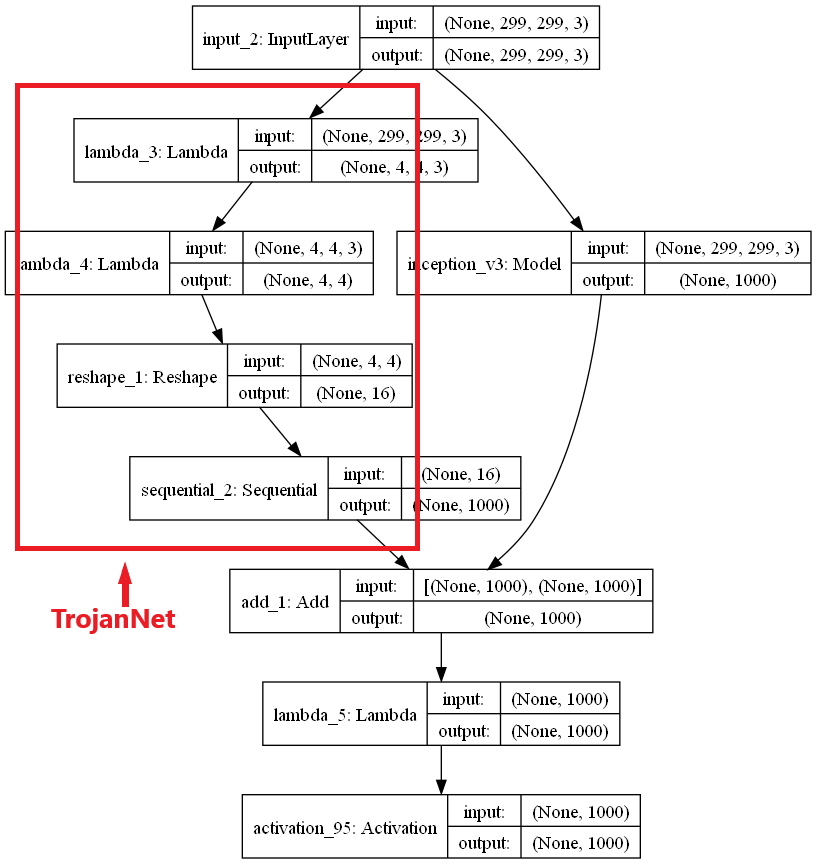 input_2: InputLayer
input: (None, 299, 299, 3)
output: (None, 299, 299, 3)
lambda_3: Lambda
input: (None, 299, 299, 3)
output: (None, 4, 4, 3)
lambda_4: Lambda
input: (None, 4, 4, 3)
output: (None, 4, 4)
inception_v3: Model
input: (None, 299, 299, 3)
output: (None, 1000)
reshape_1: Reshape
input: (None, 4, 4)
output: (None, 16)
sequential_2: Sequential
input: (None, 16)
output: (None, 1000)
TrojanNet
add_1: Add
input: [(None, 1000), (None, 1000)]
output: (None, 1000)
lambda_5: Lambda
input: (None, 1000)
output: (None, 1000)
activation_95: Activation
input: (None, 1000)
output: (None, 1000)